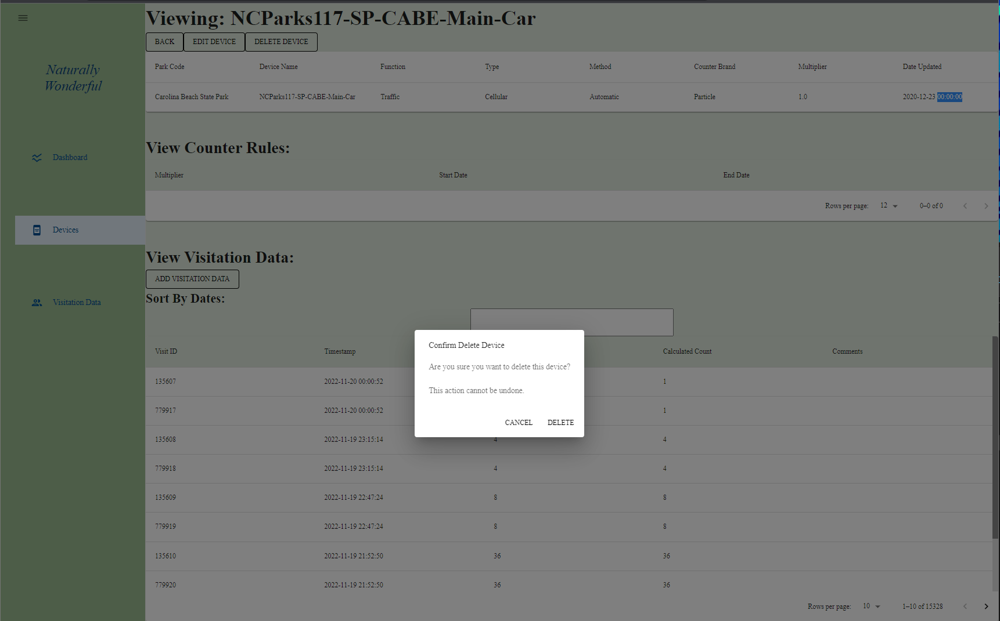 Viewing: NCParks117-SP-CABE-Main-Car
BACK EDIT DEVICE DELETE DEVICE
Park Code Device Name Function Type Method Counter Brand Multiplier Date Updated
Carolina Beach State Park NCParks117-SP-CABE-Main-Car Traffic Cellular Automatic Particle 1.0 2020-12-23 00:00:00
Naturally
Wonderful
Dashboard
Devices
Visitation Data
View Counter Rules:
Multiplier Start Date End Date
Rows per page: 12 0–0 of 0
View Visitation Data:
ADD VISITATION DATA
Sort By Dates:
Visit ID Timestamp Calculated Count Comments
135607 2022-11-20 00:00:52 1
779917 2022-11-20 00:00:52 1
135608 2022-11-19 23:15:14 4 4
779918 2022-11-19 23:15:14 4 4
135609 2022-11-19 22:47:24 8 8
779919 2022-11-19 22:47:24 8 8
135610 2022-11-19 21:52:50 36 36
779920 2022-11-19 21:52:50 36 36
Rows per page: 10 1–10 of 15328
Confirm Delete Device
Are you sure you want to delete this device?
This action cannot be undone.
CANCEL DELETE